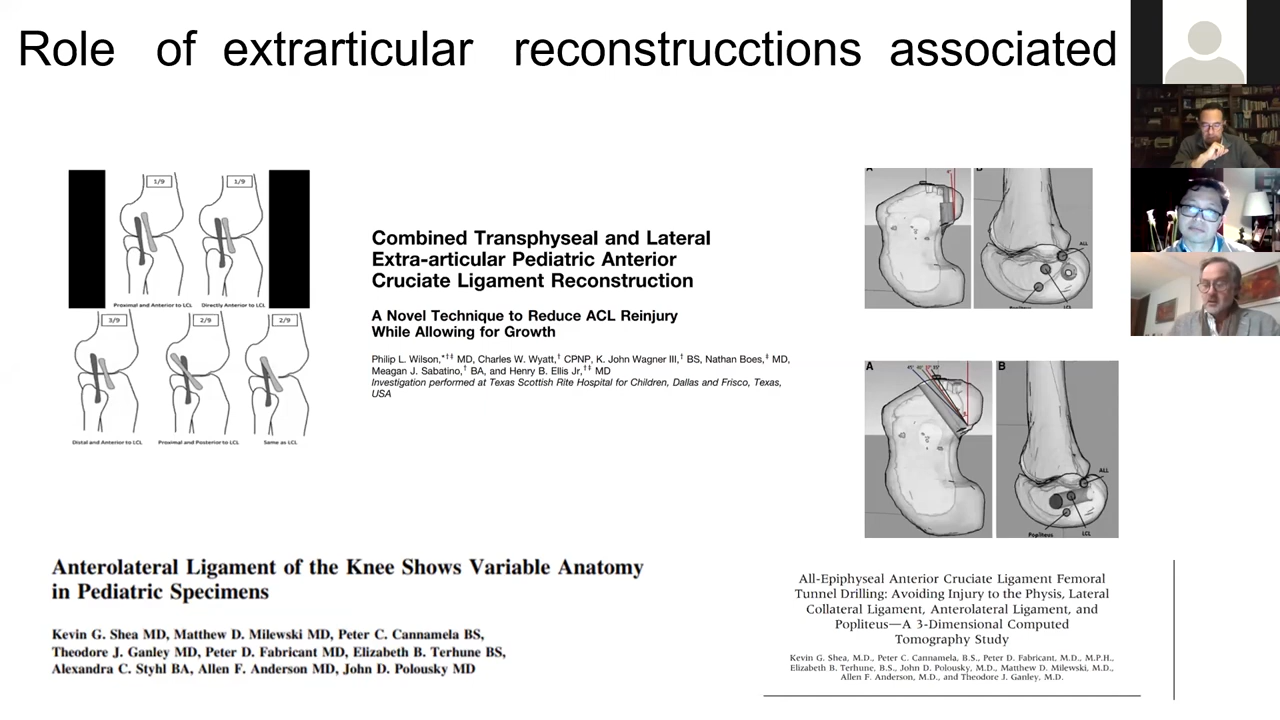 Role of extrarticular reconstrucctions associated
1/9
1/9
Proximal and Anterior to LCL
Directly Anterior to LCL
3/9
2/9
2/9
Distal and Anterior to LCL
Proximal and Posterior to LCL
Same as LCL
Combined Transphyseal and Lateral
Extra-articular Pediatric Anterior
Cruciate Ligament Reconstruction
A Novel Technique to Reduce ACL Reinjury
While Allowing for Growth
Philip L. Wilson,*†‡ MD, Charles W. Wyatt,† CPNP, K. John Wagner III,† BS, Nathan Boes,‡ MD,
Meagan J. Sabatino,† BA, and Henry B. Ellis Jr,†‡ MD
Investigation performed at Texas Scottish Rite Hospital for Children, Dallas and Frisco, Texas,
USA
ALL
LCL
A
B
ALL
Popliteus
LCL
Anterolateral Ligament of the Knee Shows Variable Anatomy
in Pediatric Specimens
Kevin G. Shea MD, Matthew D. Milewski MD, Peter C. Cannamela BS,
Theodore J. Ganley MD, Peter D. Fabricant MD, Elizabeth B. Terhune BS,
Alexandra C. Styhl BA, Allen F. Anderson MD, John D. Polousky MD
All-Epiphyseal Anterior Cruciate Ligament Femoral
Tunnel Drilling: Avoiding Injury to the Physis, Lateral
Collateral Ligament, Anterolateral Ligament, and
Popliteus—A 3-Dimensional Computed
Tomography Study
Kevin G. Shea, M.D., Peter C. Cannamela, B.S., Peter D. Fabricant, M.D., M.P.H.,
Elizabeth B. Terhune, B.S., John D. Polousky, M.D., Matthew D. Milewski, M.D.,
Allen F. Anderson, M.D., and Theodore J. Ganley, M.D.